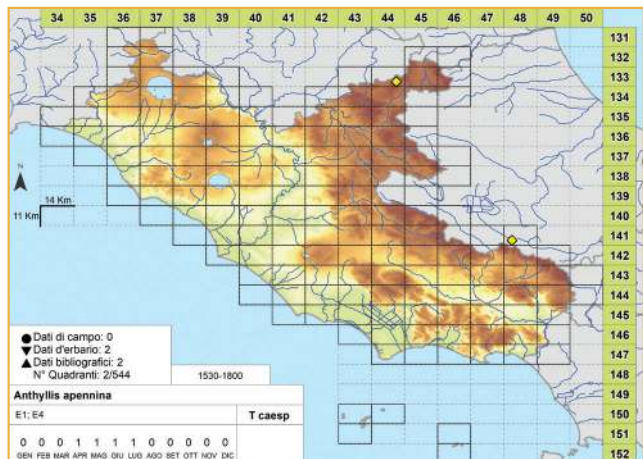 34 35 36 37 38 39 40 41 42 43 44 45 46 47 48 49 50
131
132
133
134
135
136
137
138
139
140
141
142
143
144
145
146
147
148
149
150
151
152
N
14 Km
11 Km
Dati di campo: 0
Dati d'erbario: 2
Dati bibliografici: 2
N° Quadranti: 2/544
1530-1800
Anthyllis apennina
E1; E4
T caesp
0 0 0 1 1 1 1 0 0 0 0 0
GEN FEB MAR APR MAG GIU LUG AGO SET OTT NOV DIC